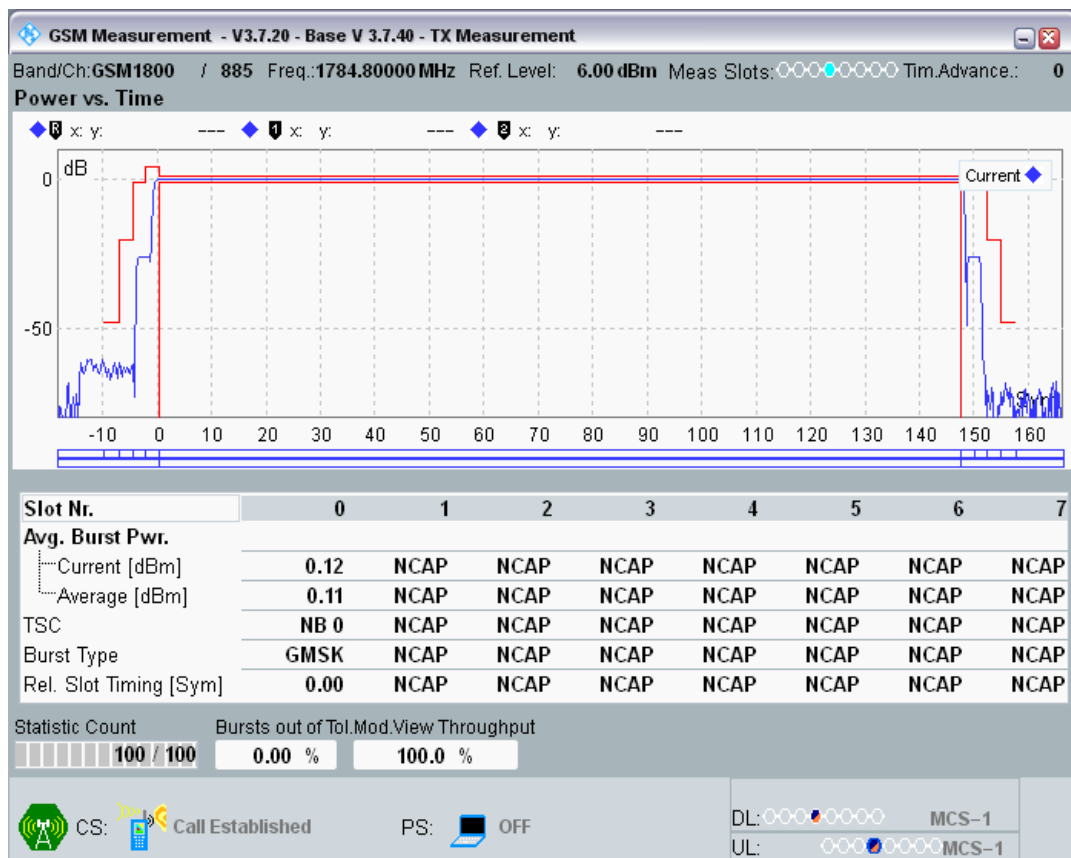 GSM Measurement - V3.7.20 - Base V 3.7.40 - TX Measurement
Band/Ch:GSM1800 / 885 Freq.:1784.80000 MHz Ref. Level: 6.00 dBm Meas Slots: Tim.Advance.: 0
Power vs. Time
R x: y: --- 1 x: y: --- 2 x: y: ---
dB
Current
0
-50
Sym
-10 0 10 20 30 40 50 60 70 80 90 100 110 120 130 140 150 160
Slot Nr. 0 1 2 3 4 5 6 7
Avg. Burst Pwr.
Current [dBm] 0.12 NCAP NCAP NCAP NCAP NCAP NCAP NCAP
Average [dBm] 0.11 NCAP NCAP NCAP NCAP NCAP NCAP NCAP
TSC NB 0 NCAP NCAP NCAP NCAP NCAP NCAP NCAP
Burst Type GMSK NCAP NCAP NCAP NCAP NCAP NCAP NCAP
Rel. Slot Timing [Sym] 0.00 NCAP NCAP NCAP NCAP NCAP NCAP NCAP
Statistic Count Bursts out of Tol. Mod.View Throughput
100 / 100 0.00 % 100.0 %
CS: Call Established PS: OFF
DL: MCS-1
UL: MCS-1